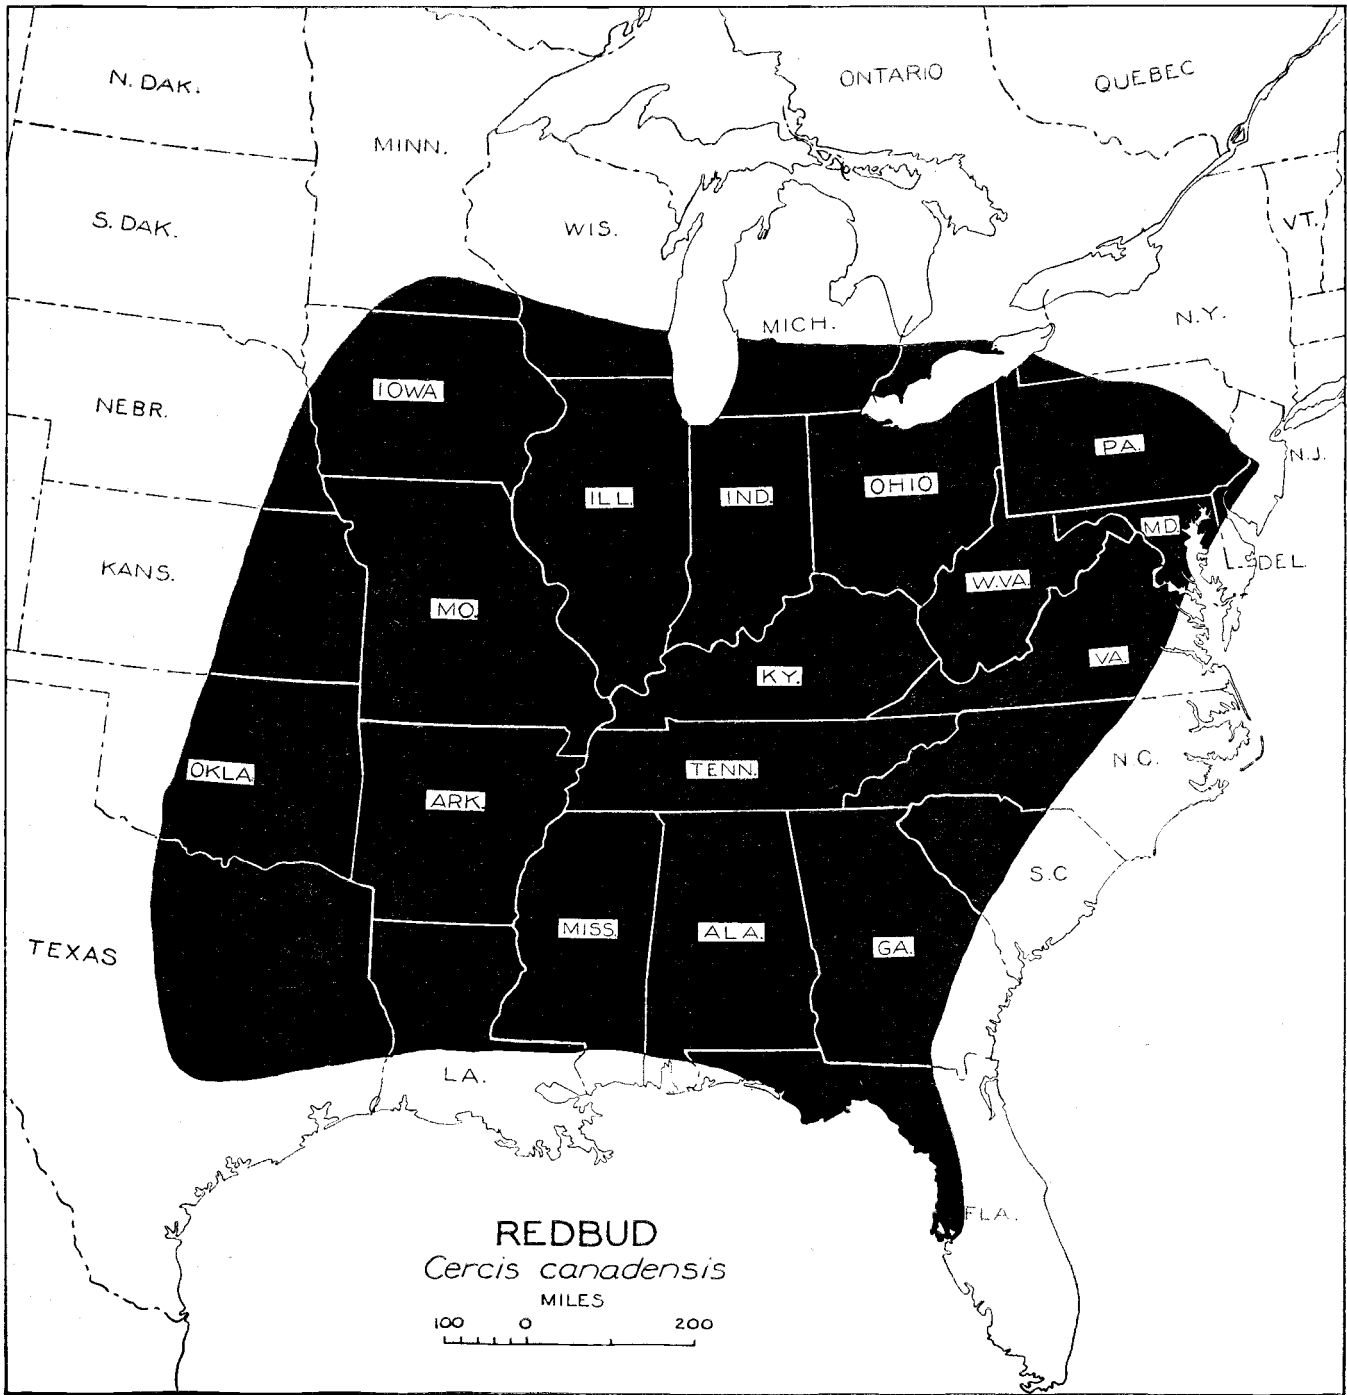 N. DAK.
ONTARIO
QUEBEC
MINN.
S. DAK.
WIS.
VT.
MICH.
N.Y.
IOWA
NEBR.
PA.
N.J.
ILL.
IND.
OHIO
MD.
KANS.
DEL.
W.VA.
MO.
VA.
KY.
N.C.
OKLA.
TENN.
ARK.
S.C
MISS.
ALA.
GA.
TEXAS
LA.
FLA.
REDBUD
Cercis canadensis
MILES
100 0 200